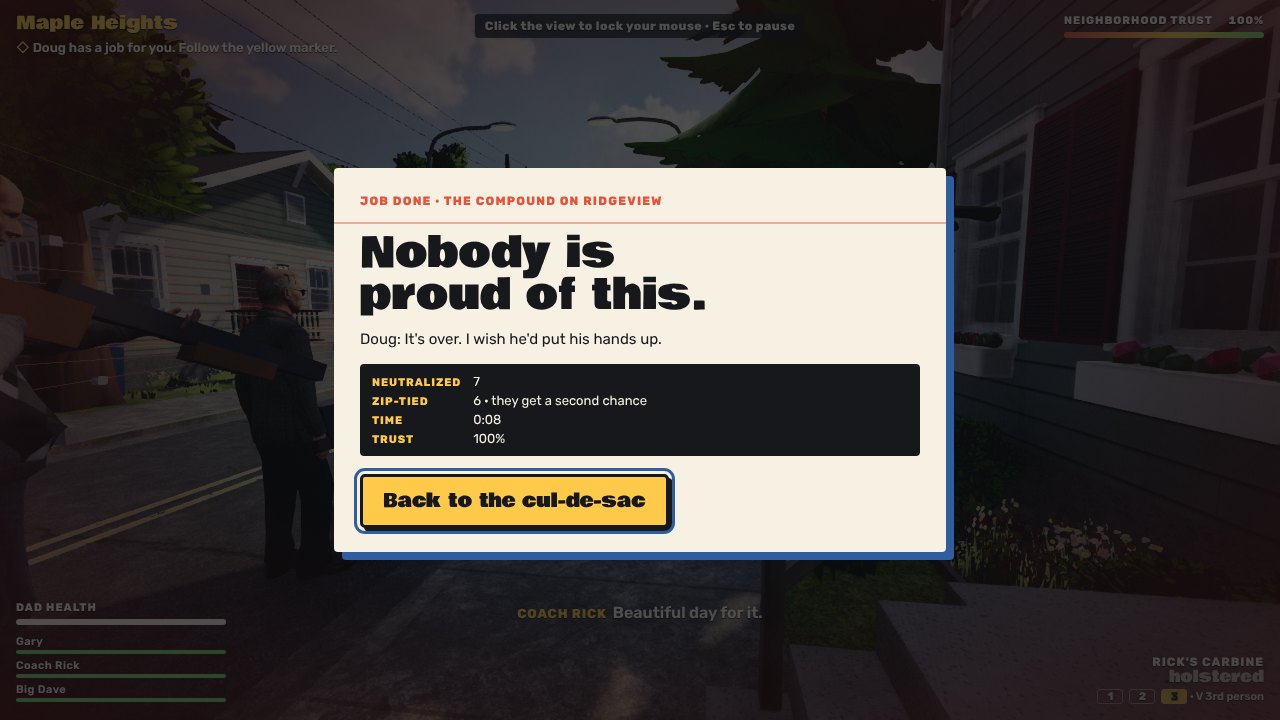 Maple Heights
Doug has a job for you. Follow the yellow marker.
Click the view to lock your mouse · Esc to pause
NEIGHBORHOOD TRUST 100%
JOB DONE · THE COMPOUND ON RIDGEVIEW
Nobody is
proud of this.
Doug: It's over. I wish he'd put his hands up.
NEUTRALIZED 7
ZIP-TIED 6 • they get a second chance
TIME 0:08
TRUST 100%
Back to the cul-de-sac
COACH RICK Beautiful day for it.
DAD HEALTH
Gary
Coach Rick
Big Dave
RICK'S CARBINE
holstered
1 2 3 · V 3rd person